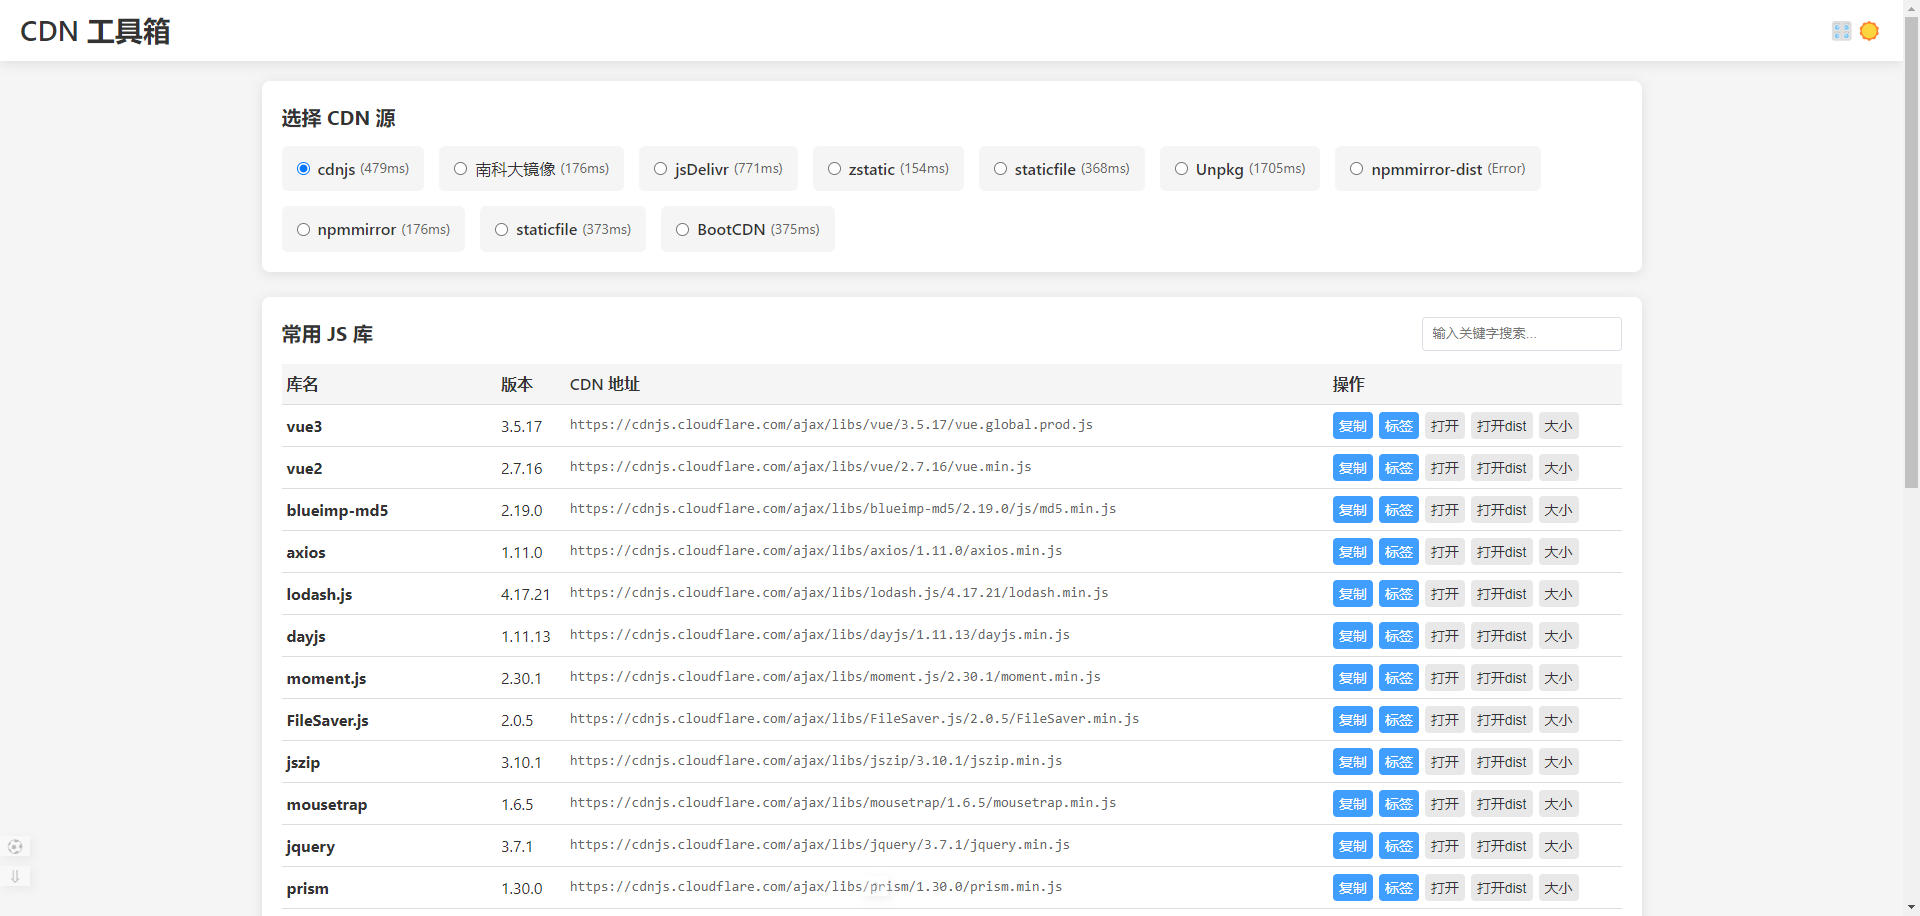 CDN 工具箱
选择 CDN 源
cdnjs (479ms) 南科大镜像 (176ms) jsDelivr (771ms) zstatic (154ms) staticfile (368ms) Unpkg (1705ms) npmmirror-dist (Error)
npmmirror (176ms) staticfile (373ms) BootCDN (375ms)
常用 JS 库 输入关键字搜索...
库名 版本 CDN 地址 操作
vue3 3.5.17 https://cdnjs.cloudflare.com/ajax/libs/vue/3.5.17/vue.global.prod.js 复制 标签 打开 打开dist 大小
vue2 2.7.16 https://cdnjs.cloudflare.com/ajax/libs/vue/2.7.16/vue.min.js 复制 标签 打开 打开dist 大小
blueimp-md5 2.19.0 https://cdnjs.cloudflare.com/ajax/libs/blueimp-md5/2.19.0/js/md5.min.js 复制 标签 打开 打开dist 大小
axios 1.11.0 https://cdnjs.cloudflare.com/ajax/libs/axios/1.11.0/axios.min.js 复制 标签 打开 打开dist 大小
lodash.js 4.17.21 https://cdnjs.cloudflare.com/ajax/libs/lodash.js/4.17.21/lodash.min.js 复制 标签 打开 打开dist 大小
dayjs 1.11.13 https://cdnjs.cloudflare.com/ajax/libs/dayjs/1.11.13/dayjs.min.js 复制 标签 打开 打开dist 大小
moment.js 2.30.1 https://cdnjs.cloudflare.com/ajax/libs/moment.js/2.30.1/moment.min.js 复制 标签 打开 打开dist 大小
FileSaver.js 2.0.5 https://cdnjs.cloudflare.com/ajax/libs/FileSaver.js/2.0.5/FileSaver.min.js 复制 标签 打开 打开dist 大小
jszip 3.10.1 https://cdnjs.cloudflare.com/ajax/libs/jszip/3.10.1/jszip.min.js 复制 标签 打开 打开dist 大小
mousetrap 1.6.5 https://cdnjs.cloudflare.com/ajax/libs/mousetrap/1.6.5/mousetrap.min.js 复制 标签 打开 打开dist 大小
jquery 3.7.1 https://cdnjs.cloudflare.com/ajax/libs/jquery/3.7.1/jquery.min.js 复制 标签 打开 打开dist 大小
prism 1.30.0 https://cdnjs.cloudflare.com/ajax/libs/prism/1.30.0/prism.min.js 复制 标签 打开 打开dist 大小